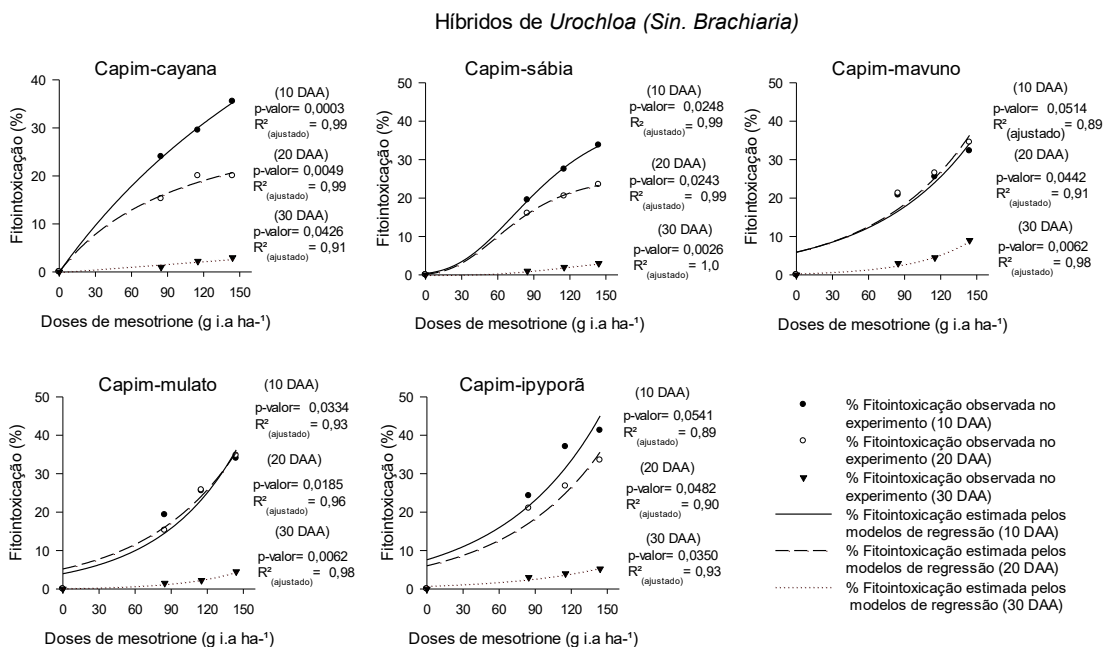 Híbridos de Urochloa (Sin. Brachiaria)
Capim-cayana
Fitointoxicação (%)
40
30
20
10
0
0 30 60 90 120 150
Doses de mesotrione (g i.a ha-¹)
(10 DAA)
p-valor= 0,0003
R² (ajustado) = 0,99
(20 DAA)
p-valor= 0,0049
R² (ajustado) = 0,99
(30 DAA)
p-valor= 0,0426
R² (ajustado) = 0,91
Capim-sábia
Fitointoxicação (%)
50
40
30
20
10
0
0 30 60 90 120 150
Doses de mesotrione (g i.a ha-¹)
(10 DAA)
p-valor= 0,0248
R₂ (ajustado) = 0,99
(20 DAA)
p-valor= 0,0243
R² (ajustado) = 0,99
(30 DAA)
p-valor= 0,0026
R² (ajustado) = 1,0
Capim-mavuno
Fitointoxicação (%)
50
40
30
20
10
0
0 30 60 90 120 150
Doses de mesotrione (g i.a ha-¹)
(10 DAA)
p-valor= 0,0514
R² (ajustado) = 0,89
(20 DAA)
p-valor= 0,0442
R² (ajustado) = 0,91
(30 DAA)
p-valor= 0,0062
R² (ajustado) = 0,98
Capim-mulato
Fitointoxicação (%)
50
40
30
20
10
0
0 30 60 90 120 150
Doses de mesotrione (g i.a ha-¹)
(10 DAA)
p-valor= 0,0334
R² (ajustado) = 0,93
(20 DAA)
p-valor= 0,0185
R² (ajustado) = 0,96
(30 DAA)
p-valor= 0,0062
R² (ajustado) = 0,98
Capim-ipyporã
Fitointoxicação (%)
50
40
30
20
10
0
0 30 60 90 120 150
Doses de mesotrione (g i.a ha-¹)
(10 DAA)
p-valor= 0,0541
R² (ajustado) = 0,89
(20 DAA)
p-valor= 0,0482
R² (ajustado) = 0,90
(30 DAA)
p-valor= 0,0350
R² (ajustado) = 0,93
% Fitointoxicação observada no
experimento (10 DAA)
% Fitointoxicação observada no
experimento (20 DAA)
% Fitointoxicação observada no
experimento (30 DAA)
% Fitointoxicação estimada pelos
modelos de regressão (10 DAA)
% Fitointoxicação estimada pelos
modelos de regressão (20 DAA)
% Fitointoxicação estimada pelos
modelos de regressão (30 DAA)